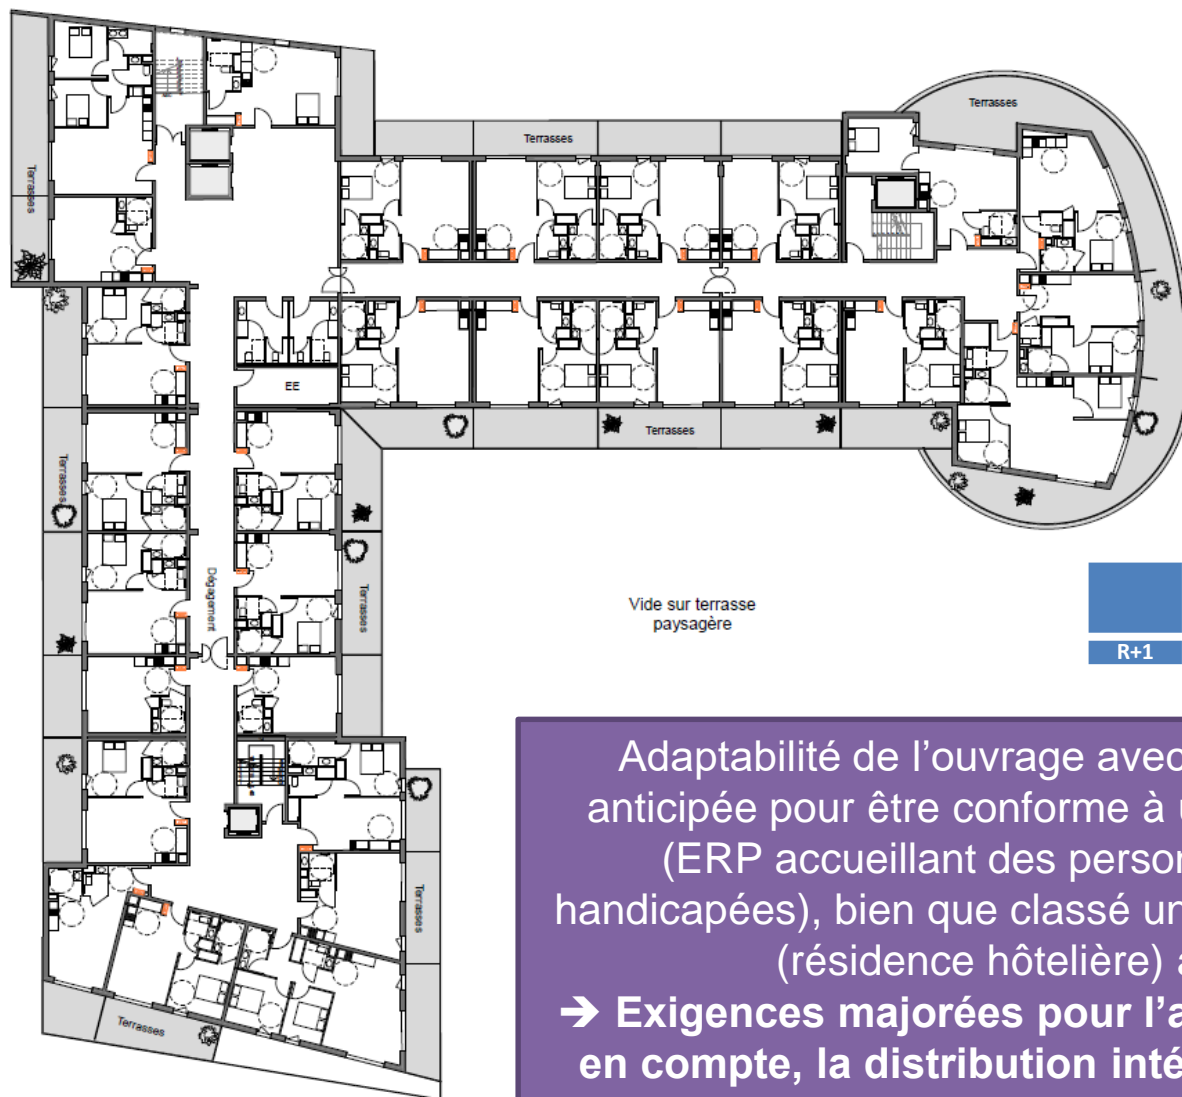 Terrasses
Terrasses
Terrasses
EE
Terrasses
Terrasses
Dégagement
Terrasses
Vide sur terrasse
paysagère
R+1
Adaptabilité de l'ouvrage avec
anticipée pour être conforme à u
(ERP accueillant des person
handicapées), bien que classé un
(résidence hôtelière) a
➔ Exigences majorées pour l'a
en compte, la distribution inté
Terrasses
Terrasses